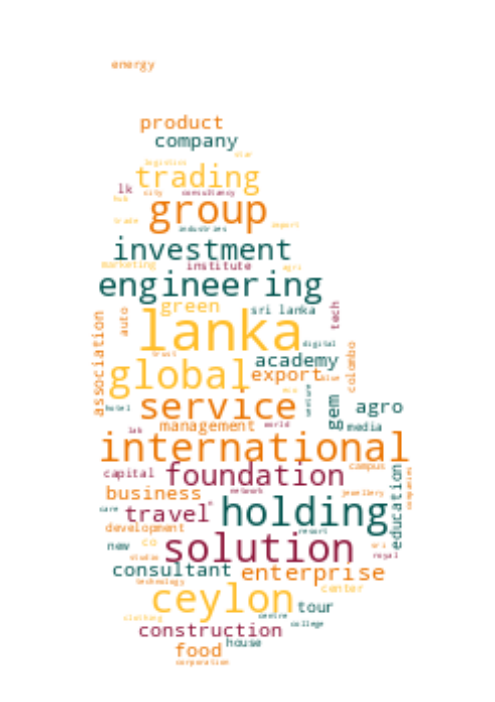 energy
product
company
star
logistics
trading
lk city consultancy
hub
group
trade import
industries
investment
marketing institute agri
engineering
green sri lanka tech
association auto lanka
digital
trust academy colombo
global export blue
eco
service gem agro
hotel venture
management world media
lab
international
capital foundation campus
business network jewellery education companies
care travel holding
development resort
new co solution sri
studio royal
consultant enterprise
technology center
ceylon tour
clothing centre college
construction
food house
corporation